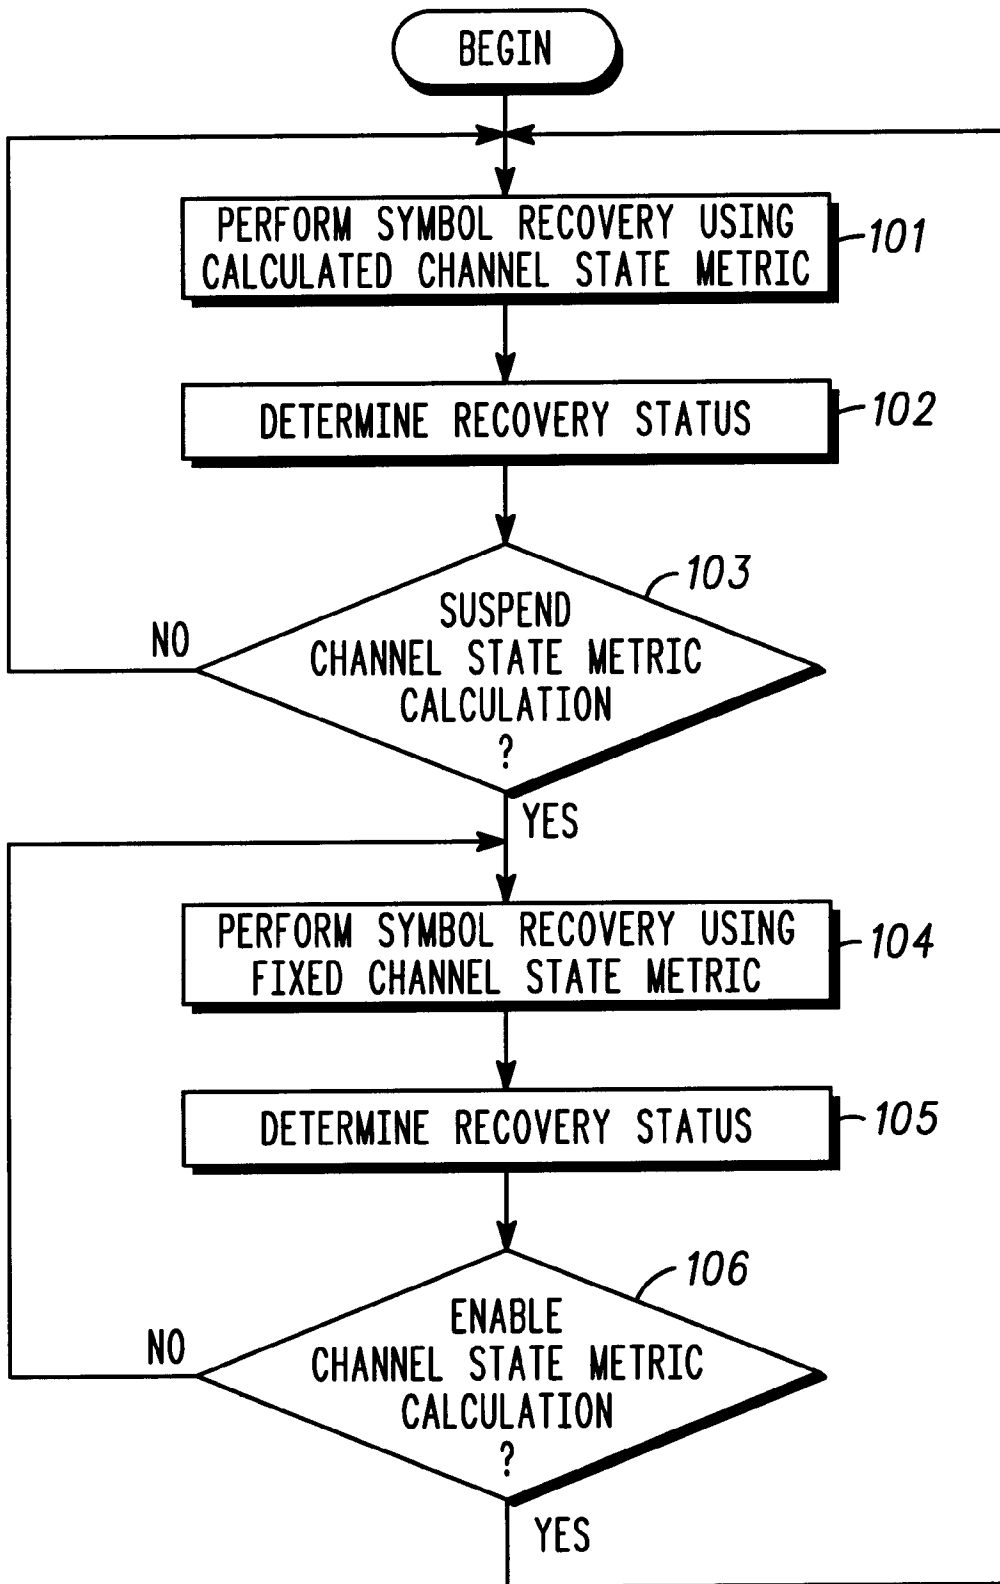 BEGIN
PERFORM SYMBOL RECOVERY USING
CALCULATED CHANNEL STATE METRIC
101
DETERMINE RECOVERY STATUS
102
103
SUSPEND
CHANNEL STATE METRIC
CALCULATION
?
NO
YES
PERFORM SYMBOL RECOVERY USING
FIXED CHANNEL STATE METRIC
104
DETERMINE RECOVERY STATUS
105
106
ENABLE
CHANNEL STATE METRIC
CALCULATION
?
NO
YES